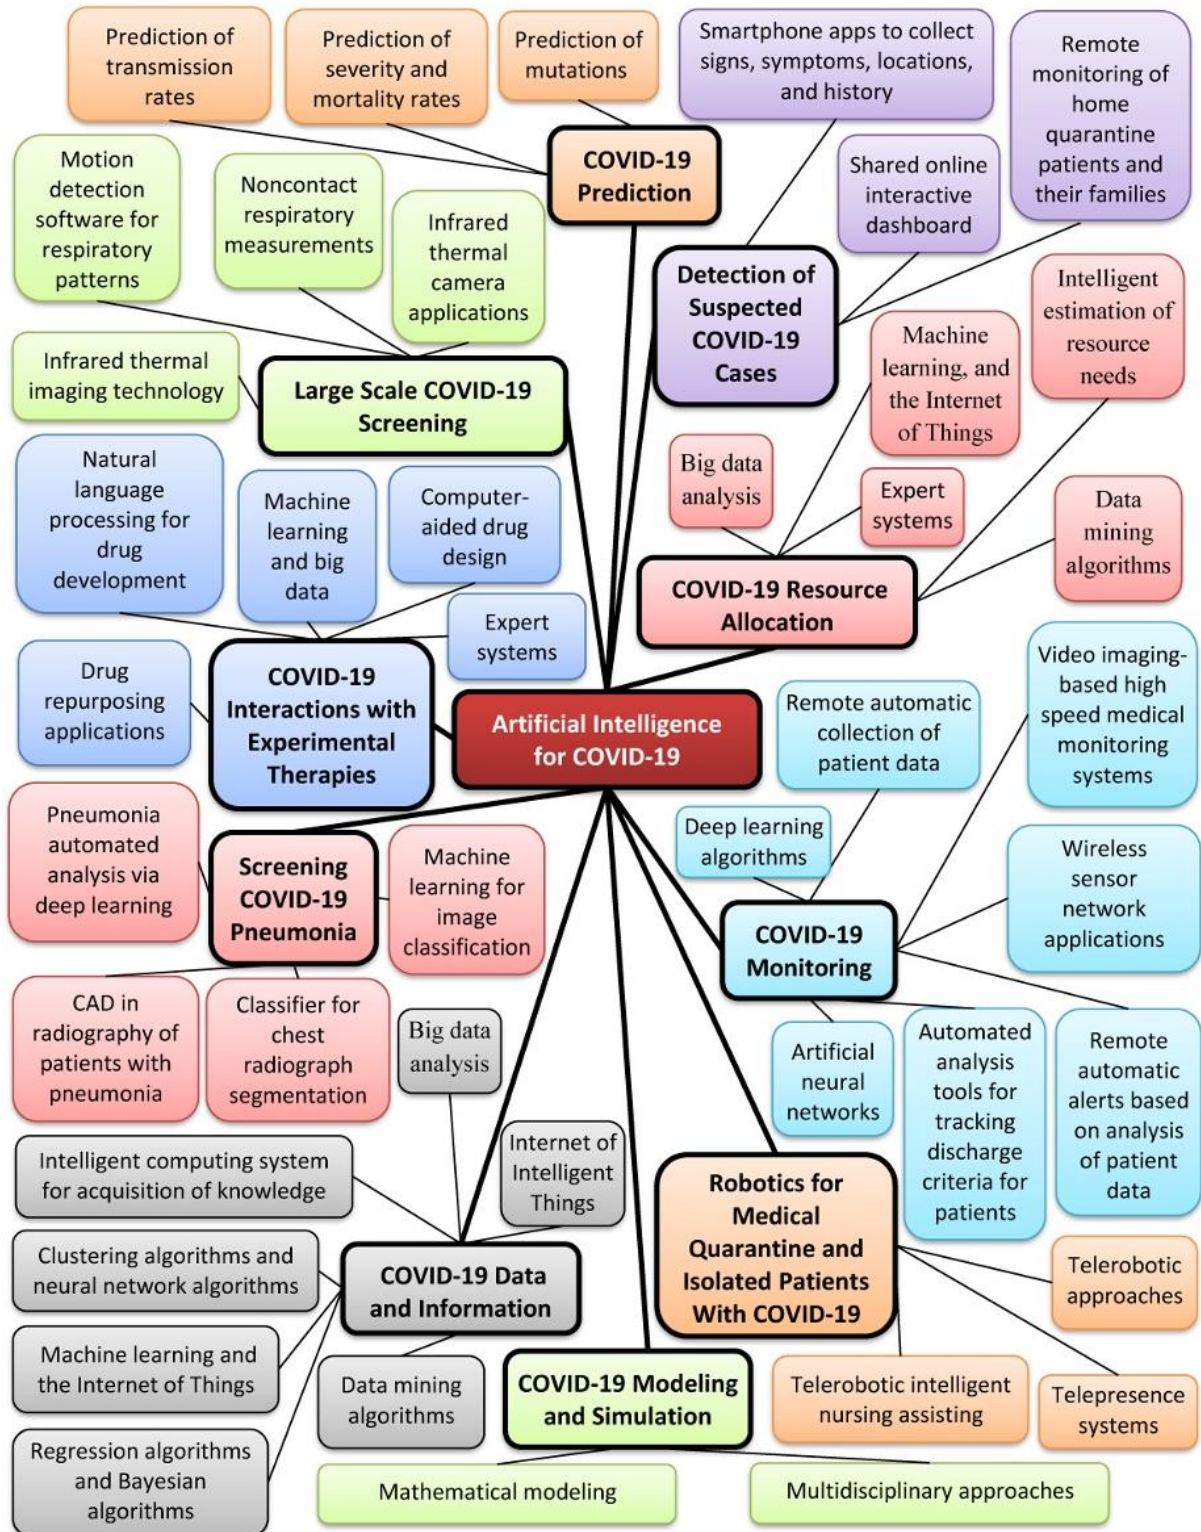 Prediction of
transmission
rates
Prediction of
severity and
mortality rates
Prediction of
mutations
COVID-19
Prediction
Smartphone apps to collect
signs, symptoms, locations,
and history
Remote
monitoring of
home
quarantine
patients and
their families
Shared online
interactive
dashboard
Detection of
Suspected
COVID-19
Cases
Motion
detection
software for
respiratory
patterns
Noncontact
respiratory
measurements
Infrared
thermal
camera
applications
Infrared thermal
imaging technology
Large Scale COVID-19
Screening
Intelligent
estimation of
resource
needs
Machine
learning, and
the Internet
of Things
Big data
analysis
Expert
systems
Data
mining
algorithms
COVID-19 Resource
Allocation
Natural
language
processing for
drug
development
Machine
learning
and big
data
Computer-
aided drug
design
Expert
systems
Drug
repurposing
applications
COVID-19
Interactions with
Experimental
Therapies
Artificial Intelligence
for COVID-19
Remote automatic
collection of
patient data
Video imaging-
based high
speed medical
monitoring
systems
Deep learning
algorithms
Wireless
sensor
network
applications
COVID-19
Monitoring
Artificial
neural
networks
Automated
analysis
tools for
tracking
discharge
criteria for
patients
Remote
automatic
alerts based
on analysis
of patient
data
Pneumonia
automated
analysis via
deep learning
Screening
COVID-19
Pneumonia
Machine
learning for
image
classification
CAD in
radiography of
patients with
pneumonia
Classifier for
chest
radiograph
segmentation
Big data
analysis
Internet of
Intelligent
Things
Intelligent computing system
for acquisition of knowledge
Clustering algorithms and
neural network algorithms
Machine learning and
the Internet of Things
Regression algorithms
and Bayesian
algorithms
COVID-19 Data
and Information
Data mining
algorithms
Robotics for
Medical
Quarantine and
Isolated Patients
With COVID-19
Telerobotic
approaches
Telerobotic intelligent
nursing assisting
Telepresence
systems
COVID-19 Modeling
and Simulation
Mathematical modeling
Multidisciplinary approaches